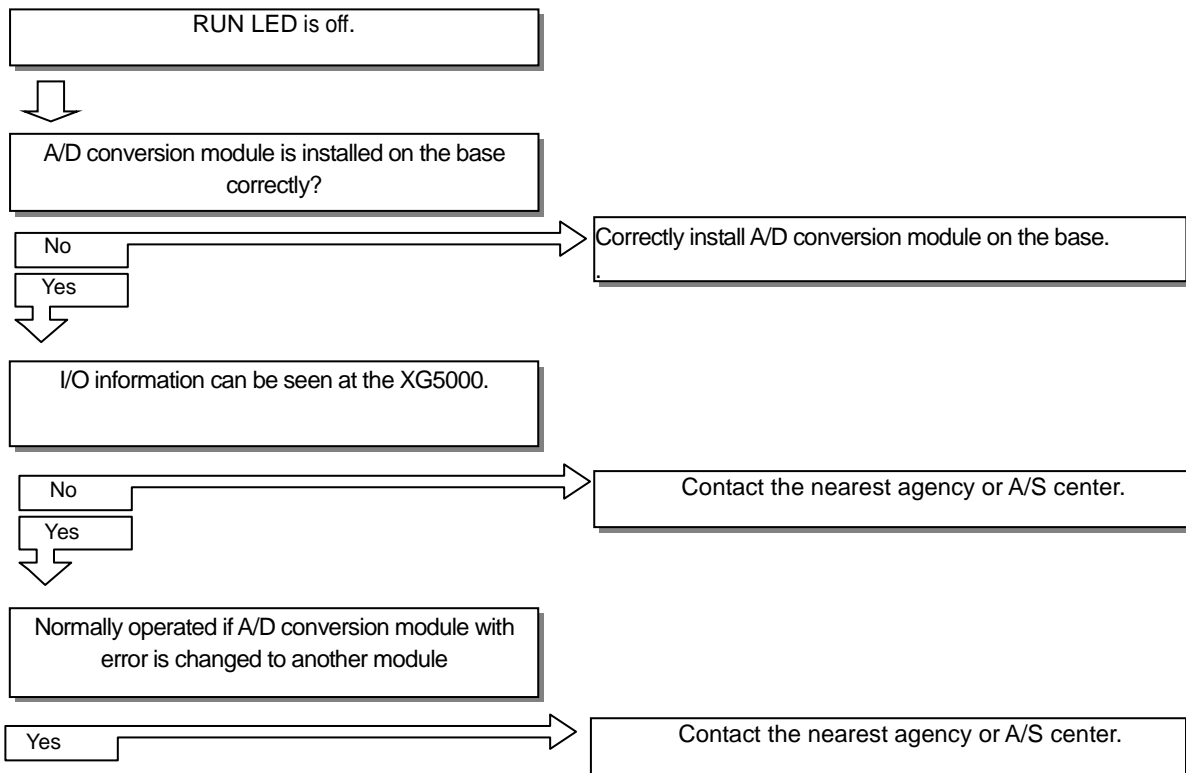 RUN LED is off.
A/D conversion module is installed on the base
correctly?
No
Correctly install A/D conversion module on the base.
.
Yes
I/O information can be seen at the XG5000.
No
Contact the nearest agency or A/S center.
Yes
Normally operated if A/D conversion module with
error is changed to another module
Yes
Contact the nearest agency or A/S center.